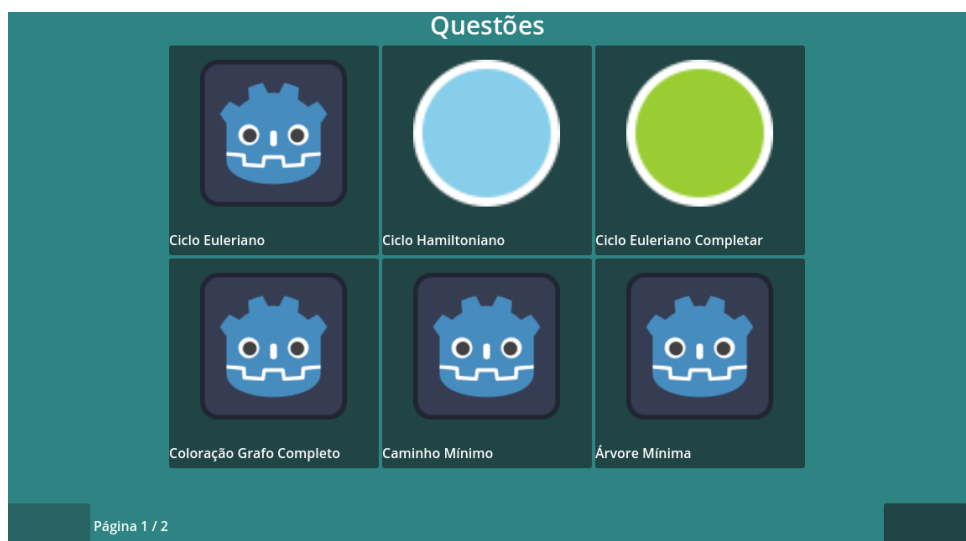 Questões
Ciclo Euleriano
Ciclo Hamiltoniano
Ciclo Euleriano Completar
Coloração Grafo Completo
Caminho Mínimo
Árvore Mínima
Página 1 / 2